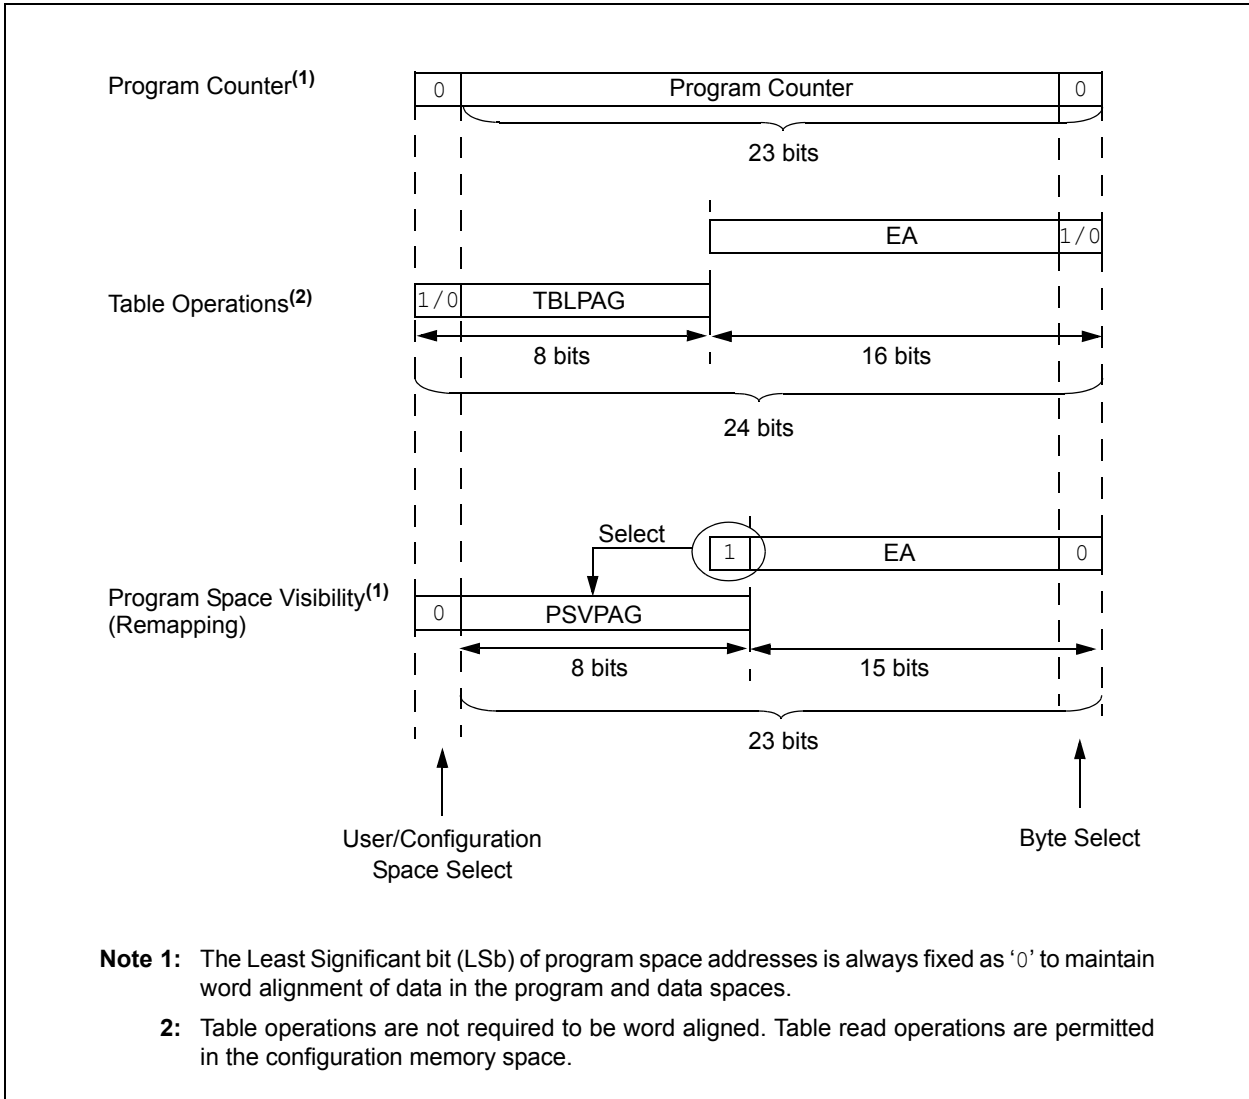 Program Counter(1)
0
Program Counter
0
23 bits
EA
1/0
Table Operations(2)
1/0
TBLPAG
8 bits
16 bits
24 bits
Select
1
EA
0
Program Space Visibility(1)
(Remapping)
0
PSVPAG
8 bits
15 bits
23 bits
User/Configuration
Space Select
Byte Select
Note 1: The Least Significant bit (LSb) of program space addresses is always fixed as ‘0’ to maintain
word alignment of data in the program and data spaces.
2: Table operations are not required to be word aligned. Table read operations are permitted
in the configuration memory space.